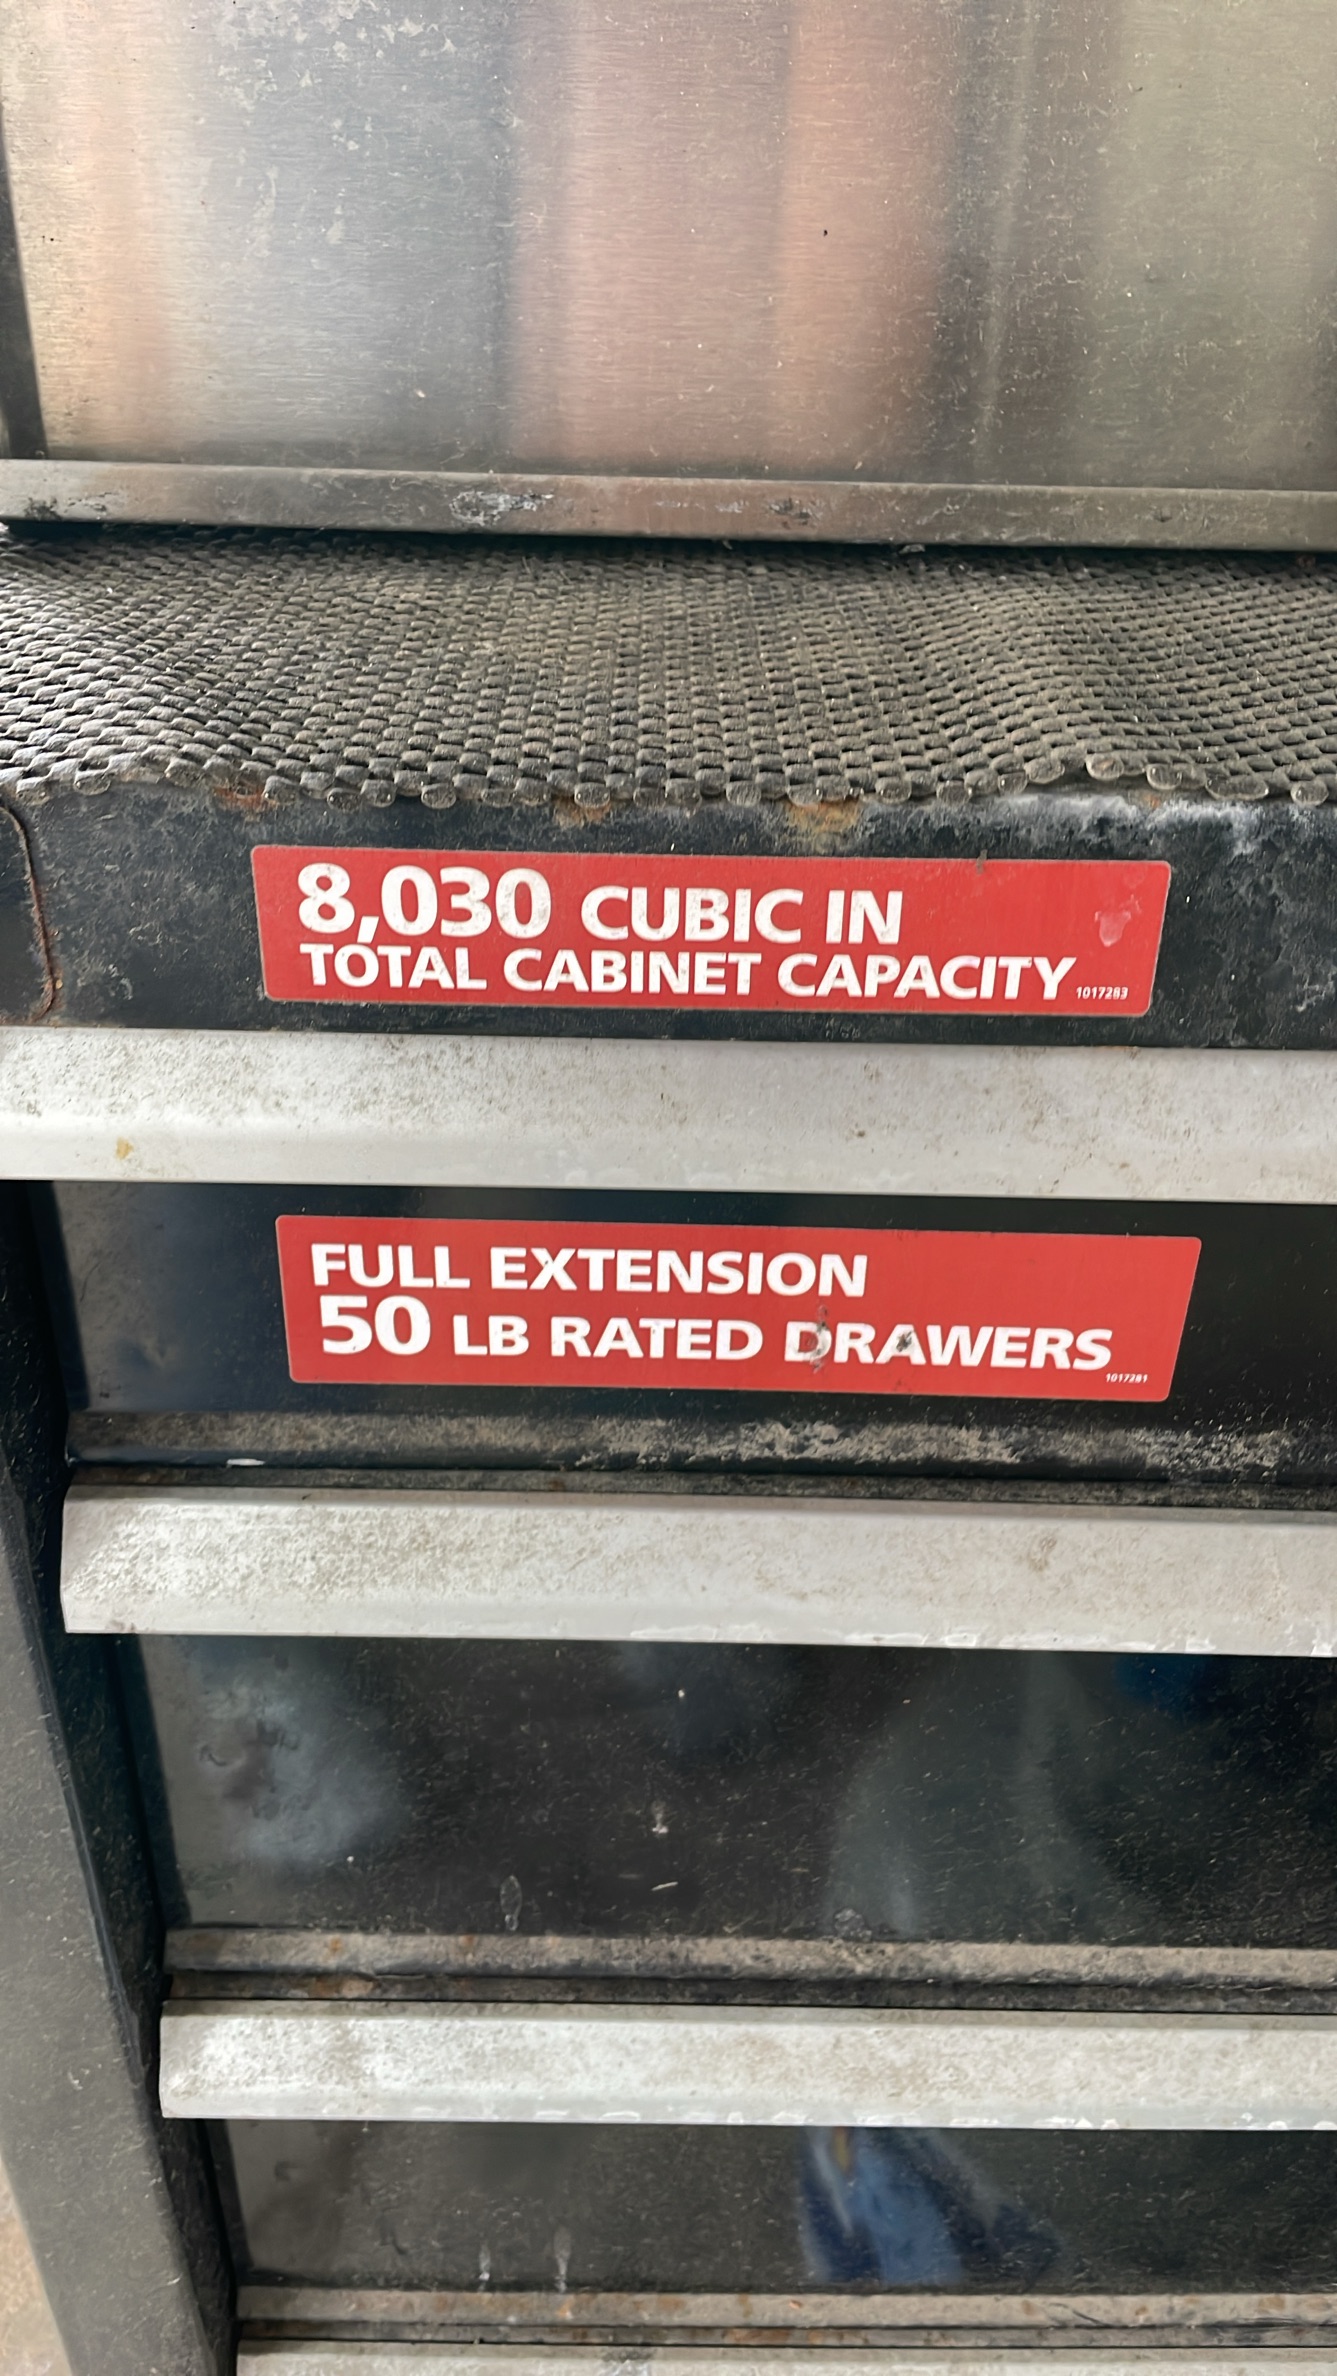 8,030 CUBIC IN
TOTAL CABINET CAPACITY
1017283
FULL EXTENSION
50 LB RATED DRAWERS
1017281